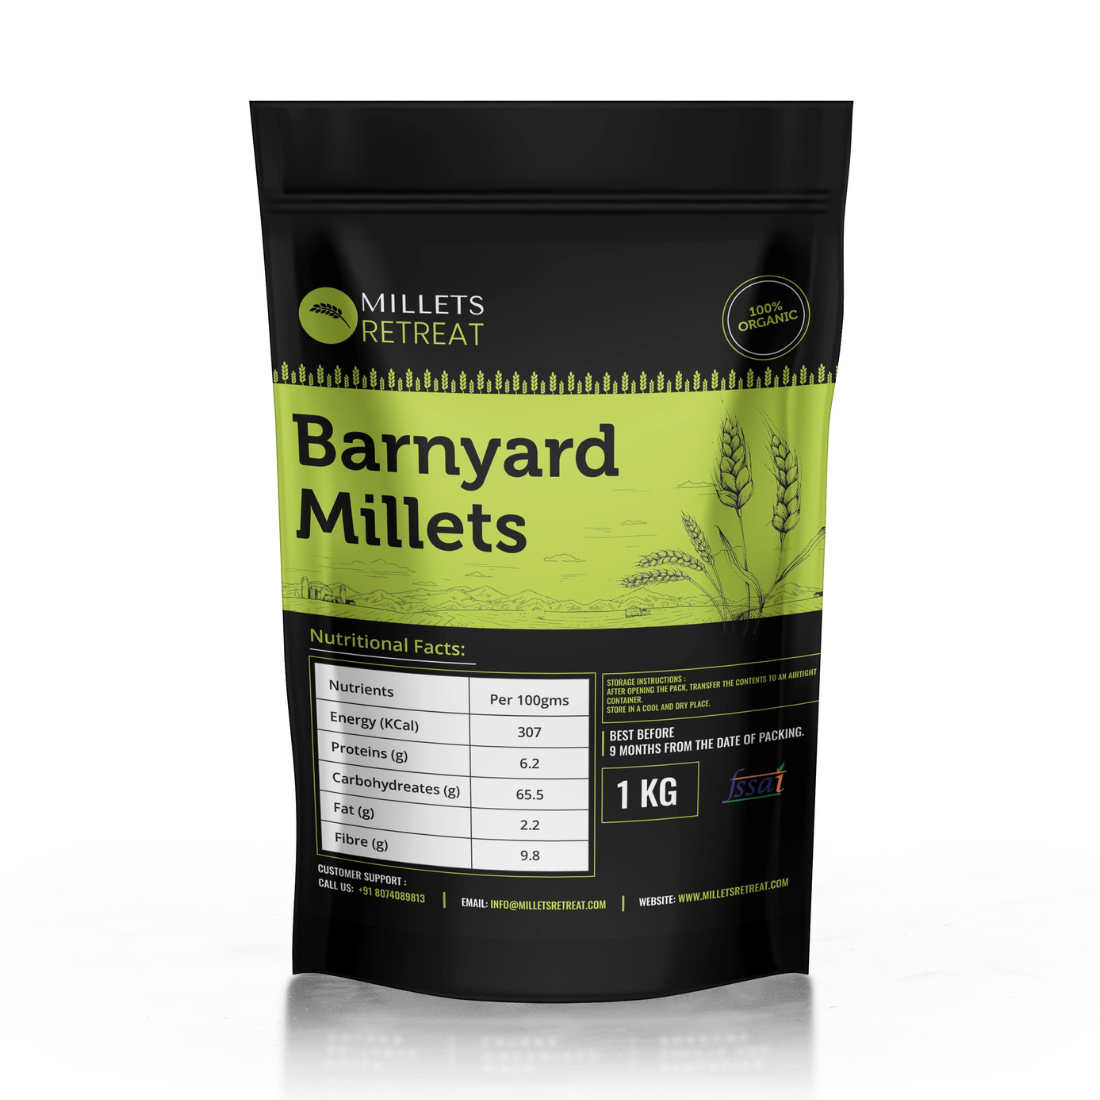 MILLETS
RETREAT
100%
ORGANIC
Barnyard
Millets
Nutritional Facts:
Nutrients Per 100gms
Energy (KCal) 307
Proteins (g) 6.2
Carbohydreates (g) 65.5
Fat (g) 2.2
Fibre (g) 9.8
STORAGE INSTRUCTIONS :
AFTER OPENING THE PACK, TRANSFER THE CONTENTS TO AN AIRTIGHT
CONTAINER.
STORE IN A COOL AND DRY PLACE.
BEST BEFORE
9 MONTHS FROM THE DATE OF PACKING.
1 KG
fssai
CUSTOMER SUPPORT :
CALL US: +91 8074089813 | EMAIL: INFO@MILLETSRETREAT.COM | WEBSITE: WWW.MILLETSRETREAT.COM